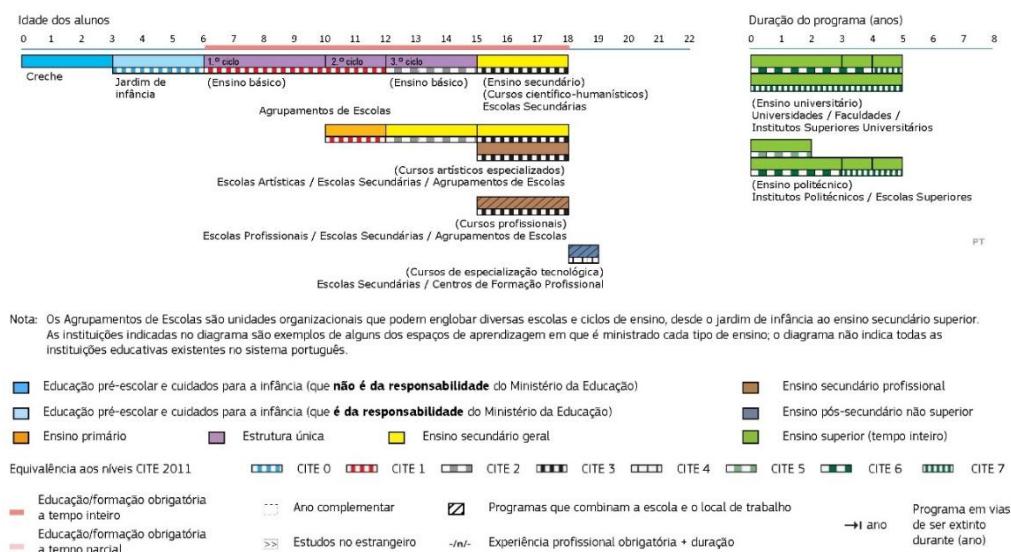 Idade dos alunos
Duração do programa (anos)
0 1 2 3 4 5 6 7 8 9 10 11 12 13 14 15 16 17 18 19 20 21 22
0 1 2 3 4 5 6 7 8
1.º ciclo 2.º ciclo 3.º ciclo
Creche
Jardim de
infância
(Ensino básico)
(Ensino básico)
(Ensino secundário)
(Cursos científico-humanísticos)
Escolas Secundárias
Agrupamentos de Escolas
(Cursos artísticos especializados)
Escolas Artísticas / Escolas Secundárias / Agrupamentos de Escolas
(Cursos profissionais)
Escolas Profissionais / Escolas Secundárias / Agrupamentos de Escolas
(Cursos de especialização tecnológica)
Escolas Secundárias / Centros de Formação Profissional
(Ensino universitário)
Universidades / Faculdades /
Institutos Superiores Universitários
(Ensino politécnico)
Institutos Politécnicos / Escolas Superiores
PT
Nota: Os Agrupamentos de Escolas são unidades organizacionais que podem englobar diversas escolas e ciclos de ensino, desde o jardim de infância ao ensino secundário superior.
As instituições indicadas no diagrama são exemplos de alguns dos espaços de aprendizagem em que é ministrado cada tipo de ensino; o diagrama não indica todas as
instituições educativas existentes no sistema português.
Educação pré-escolar e cuidados para a infância (que não é da responsabilidade do Ministério da Educação)
Ensino secundário profissional
Educação pré-escolar e cuidados para a infância (que é da responsabilidade do Ministério da Educação)
Ensino pós-secundário não superior
Ensino primário
Estrutura única
Ensino secundário geral
Ensino superior (tempo inteiro)
Equivalência aos níveis CITE 2011
CITE 0 CITE 1 CITE 2 CITE 3 CITE 4 CITE 5 CITE 6 CITE 7
Educação/formação obrigatória
a tempo inteiro
Ano complementar
Programas que combinam a escola e o local de trabalho
Educação/formação obrigatória
a tempo parcial
>> Estudos no estrangeiro
-/n/- Experiência profissional obrigatória + duração
ano
Programa em vias
de ser extinto
durante (ano)